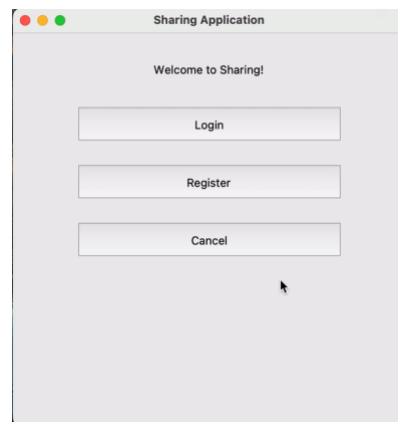 Sharing Application
Welcome to Sharing!
Login
Register
Cancel